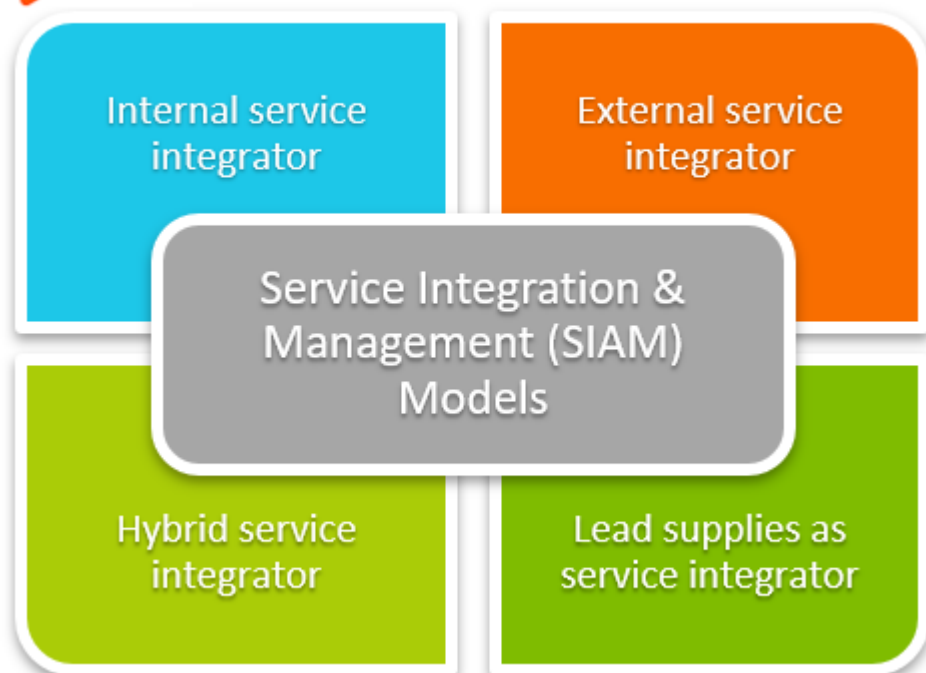 Internal service
integrator
External service
integrator
Service Integration &
Management (SIAM)
Models
Hybrid service
integrator
Lead supplies as
service integrator